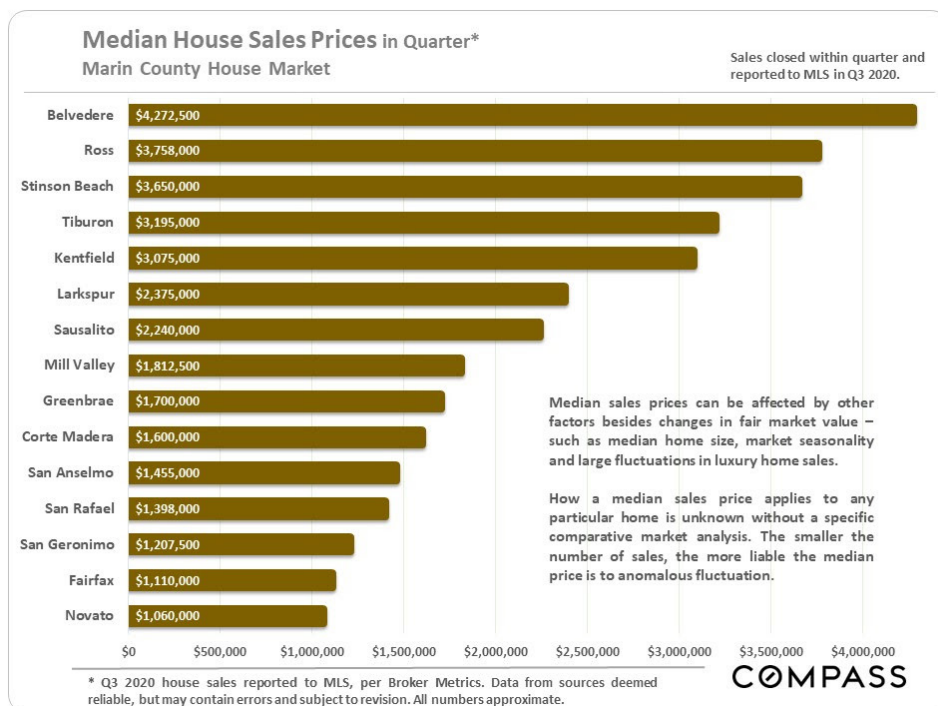 Median House Sales Prices in Quarter*
Marin County House Market
Sales closed within quarter and
reported to MLS in Q3 2020.
Belvedere $4,272,500
Ross $3,758,000
Stinson Beach $3,650,000
Tiburon $3,195,000
Kentfield $3,075,000
Larkspur $2,375,000
Sausalito $2,240,000
Mill Valley $1,812,500
Greenbrae $1,700,000
Corte Madera $1,600,000
San Anselmo $1,455,000
San Rafael $1,398,000
San Geronimo $1,207,500
Fairfax $1,110,000
Novato $1,060,000
Median sales prices can be affected by other
factors besides changes in fair market value –
such as median home size, market seasonality
and large fluctuations in luxury home sales.
How a median sales price applies to any
particular home is unknown without a specific
comparative market analysis. The smaller the
number of sales, the more liable the median
price is to anomalous fluctuation.
$0 $500,000 $1,000,000 $1,500,000 $2,000,000 $2,500,000 $3,000,000 $3,500,000 $4,000,000
* Q3 2020 house sales reported to MLS, per Broker Metrics. Data from sources deemed
reliable, but may contain errors and subject to revision. All numbers approximate.
COMPASS